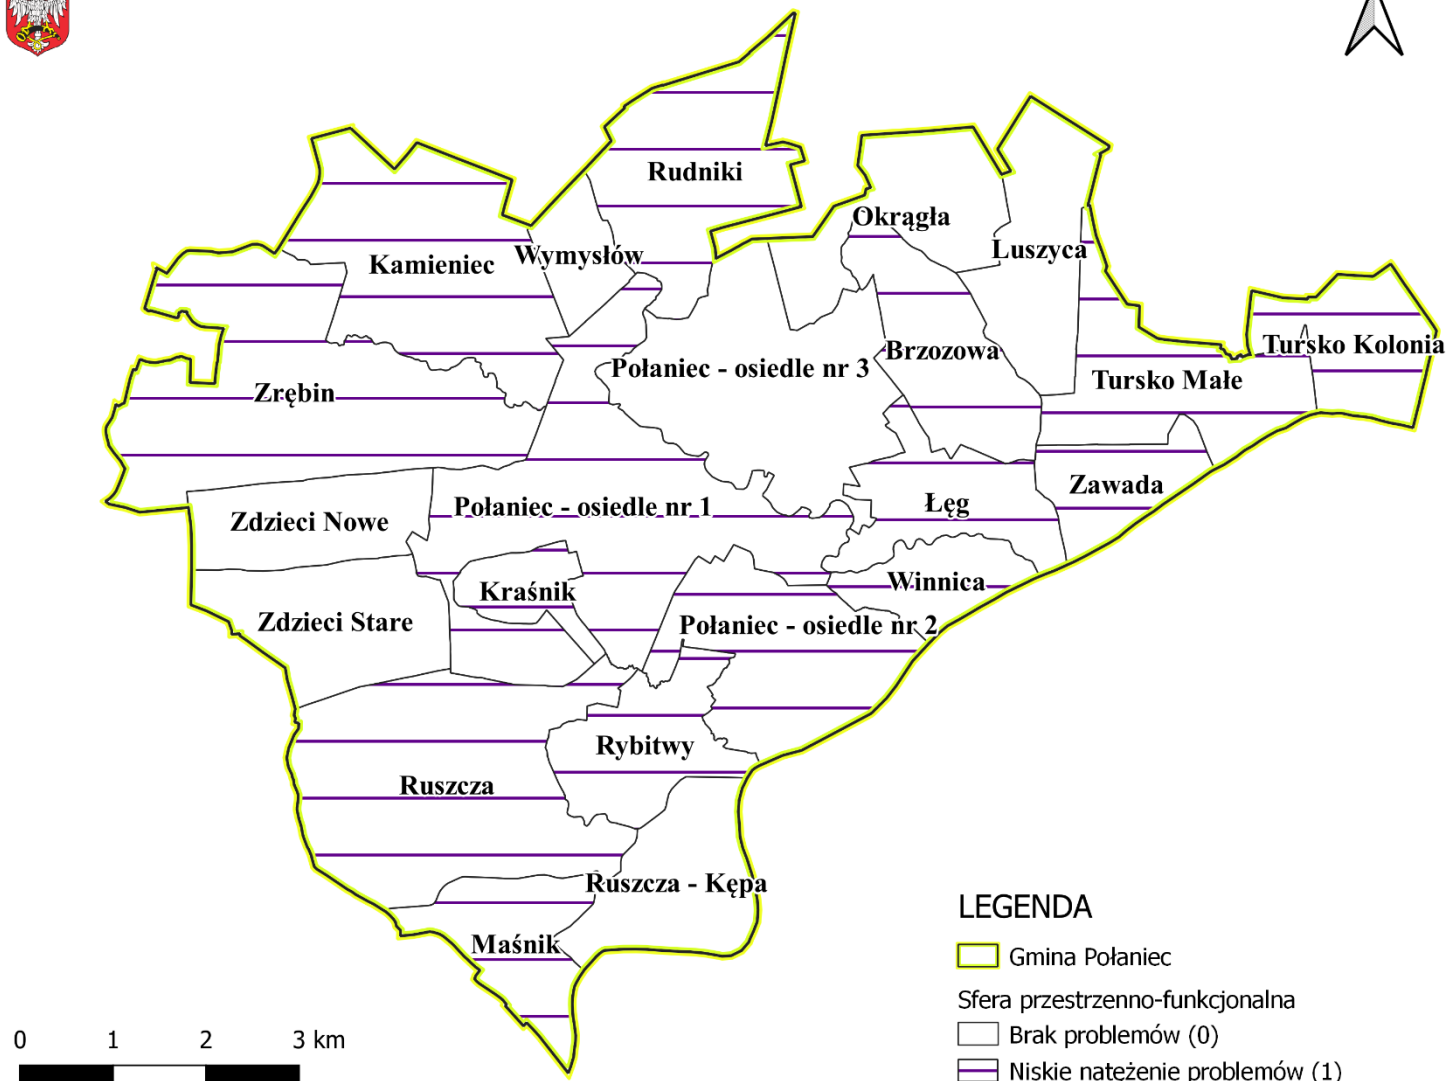 Rudniki
Okrągła
Luszyca
Wymysłów
Kamieniec
Tursko Kolonia
Brzozowa
Połaniec - osiedle nr 3
Tursko Małe
Zrębin
Zawada
Łęg
Połaniec - osiedle nr 1
Zdzieci Nowe
Winnica
Kraśnik
Zdzieci Stare
Połaniec - osiedle nr 2
Rybitwy
Ruszcza
Ruszcza - Kępa
Maśnik
LEGENDA
Gmina Połaniec
Sfera przestrzenno-funkcjonalna
Brak problemów (0)
Niskie natężenie problemów (1)
0 1 2 3 km